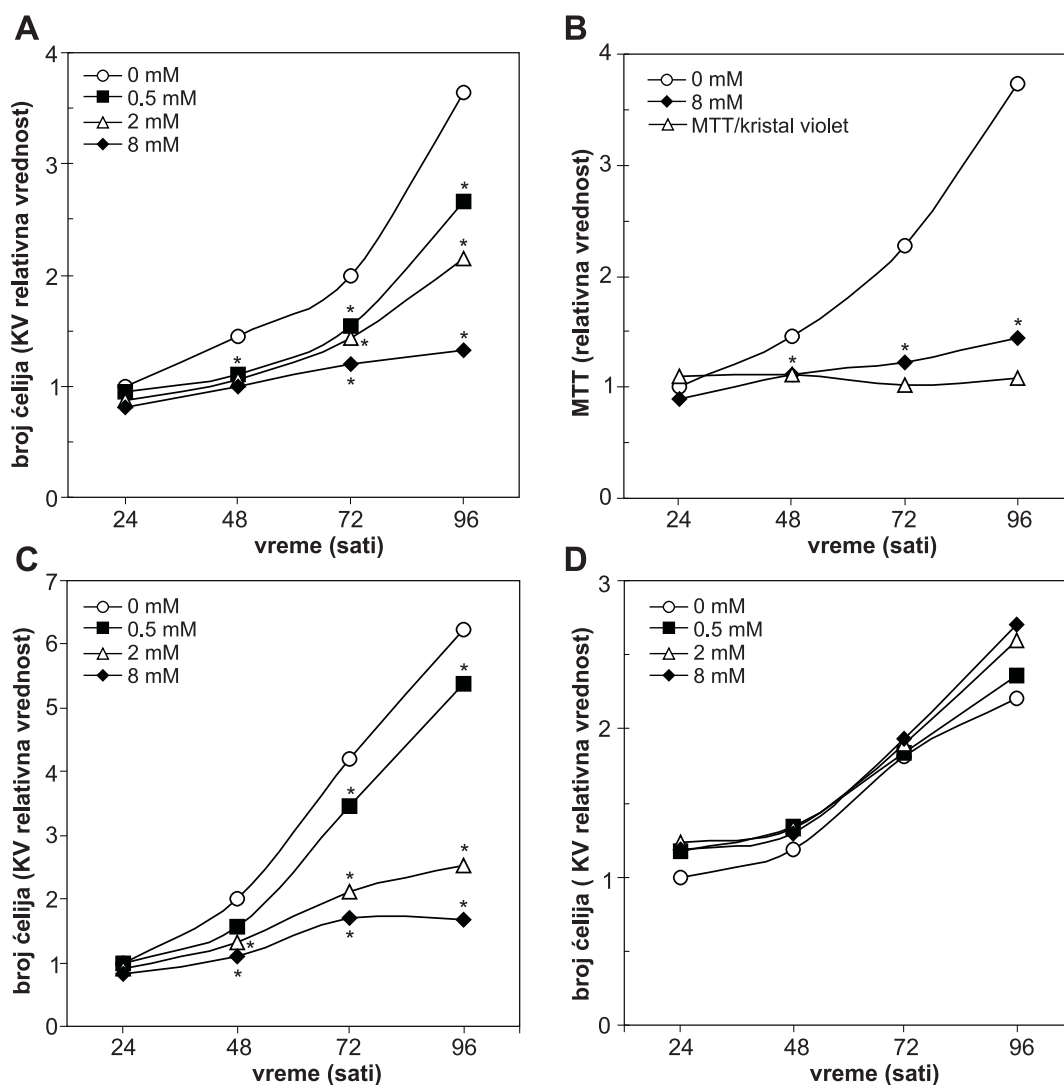 A
broj ćelija (KV relativna vrednost)
4
3
2
1
0
0 mM
0.5 mM
2 mM
8 mM
*
*
*
*
*
*
*
24 48 72 96
vreme (sati)
B
MTT (relativna vrednost)
4
3
2
1
0
0 mM
8 mM
MTT/kristal violet
*
*
*
24 48 72 96
vreme (sati)
C
broj ćelija (KV relativna vrednost)
7
6
5
4
3
2
1
0
0 mM
0.5 mM
2 mM
8 mM
*
*
*
*
*
*
*
*
24 48 72 96
vreme (sati)
D
broj ćelija ( KV relativna vrednost)
3
2
1
0
0 mM
0.5 mM
2 mM
8 mM
24 48 72 96
vreme (sati)